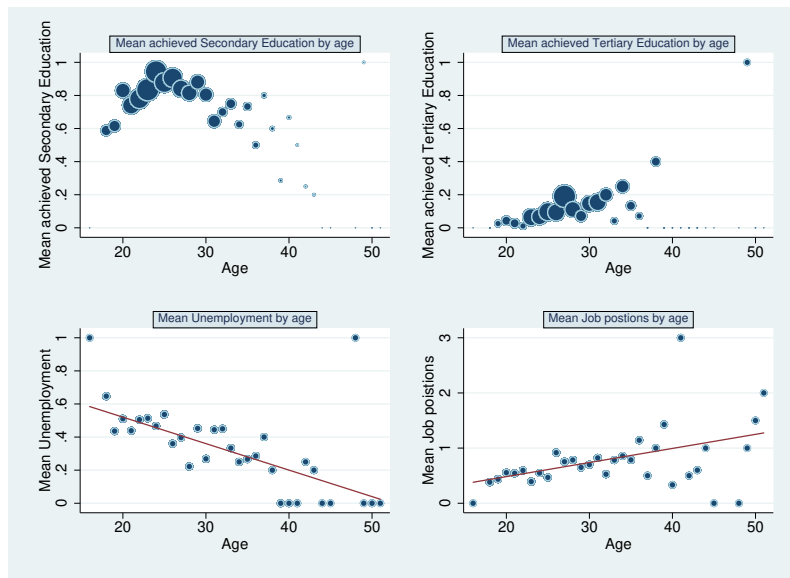 Mean achieved Secondary Education by age
Mean achieved Secondary Education
1
.8
.6
.4
.2
0
20 30 40 50
Age
Mean achieved Tertiary Education by age
Mean achieved Tertiary Education
1
.8
.6
.4
.2
0
20 30 40 50
Age
Mean Unemployment by age
Mean Unemployment
1
.8
.6
.4
.2
0
20 30 40 50
Age
Mean Job postions by age
Mean Job poistions
3
2
1
0
20 30 40 50
Age